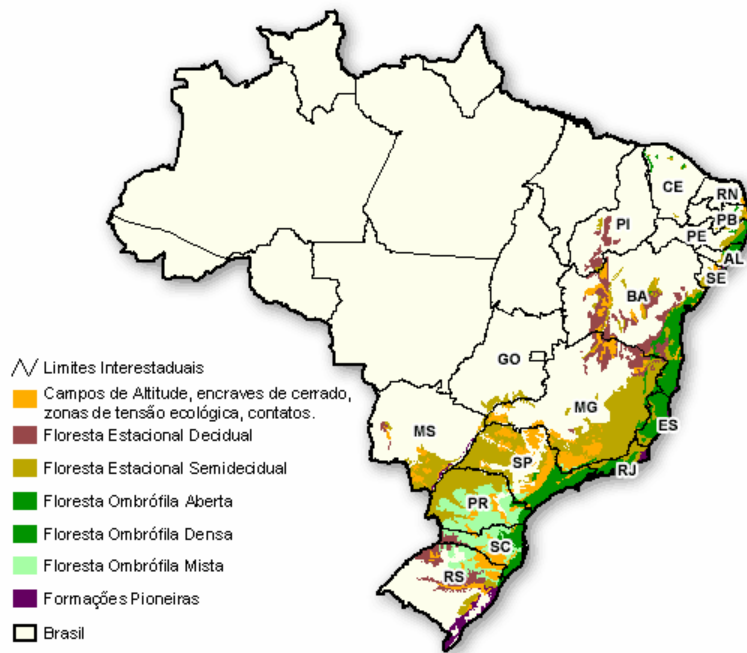 CE
RN
PB
PI
PE
AL
SE
BA
GO
MG
ES
MS
SP
RJ
PR
SC
RS
Limites Interestaduais
Campos de Altitude, encraves de cerrado,
zonas de tensão ecológica, contatos.
Floresta Estacional Decidual
Floresta Estacional Semidecidual
Floresta Ombrófila Aberta
Floresta Ombrófila Densa
Floresta Ombrófila Mista
Formações Pioneiras
Brasil